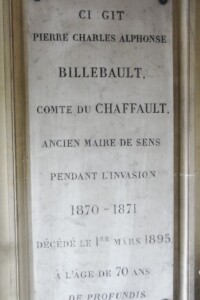 CI GIT
PIERRE CHARLES ALPHONSE
BILLEBAULT,
COMTE DU CHAFFAULT,
ANCIEN MAIRE DE SENS
PENDANT L'INVASION
1870-1871
DÉCÉDÉ LE 1ER MARS 1895
À L'ÂGE DE 70 ANS
DE PROFUNDIS